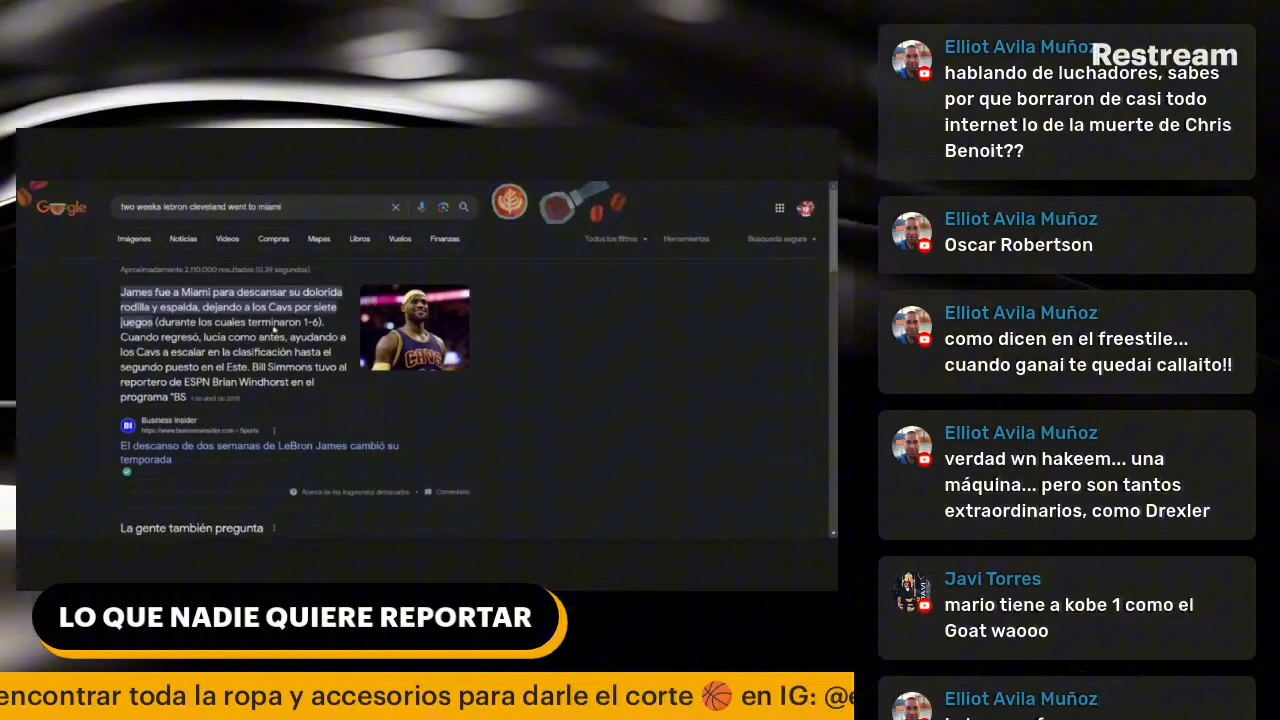 Google
two weeks lebron cleveland went to miami
Imágenes Noticias Videos Compras Mapas Libros Vuelos Finanzas Todos los filtros Herramientas Búsqueda segura
Aproximadamente 2.110.000 resultados (0.39 segundos)
James fue a Miami para descansar su dolorida
rodilla y espalda, dejando a los Cavs por siete
juegos (durante los cuales terminaron 1-6).
Cuando regresó, lucía como antes, ayudando a
los Cavs a escalar en la clasificación hasta el
segundo puesto en el Este. Bill Simmons tuvo al
reportero de ESPN Brian Windhorst en el
programa "BS 1 de abril de 2015
CAVS
BI
Business Insider
https://www.businessinsider.com › Sports
El descanso de dos semanas de LeBron James cambió su
temporada
Acerca de los fragmentos destacados • Comentarios
La gente también pregunta
LO QUE NADIE QUIERE REPORTAR
encontrar toda la ropa y accesorios para darle el corte 🏀 en IG: @e
Restream
Elliot Avila Muñoz
hablando de luchadores, sabes
por que borraron de casi todo
internet lo de la muerte de Chris
Benoit??
Elliot Avila Muñoz
Oscar Robertson
Elliot Avila Muñoz
como dicen en el freestile...
cuando ganai te quedai callaito!!
Elliot Avila Muñoz
verdad wn hakeem... una
máquina... pero son tantos
extraordinarios, como Drexler
Javi Torres
mario tiene a kobe 1 como el
Goat waooo
Elliot Avila Muñoz